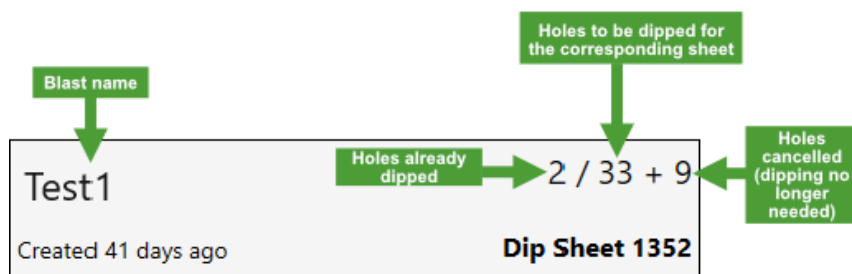 Holes to be dipped for
the corresponding sheet
Blast name
Holes already
dipped
2 / 33 + 9
Holes
cancelled
(dipping no
longer
needed)
Test1
Created 41 days ago
Dip Sheet 1352